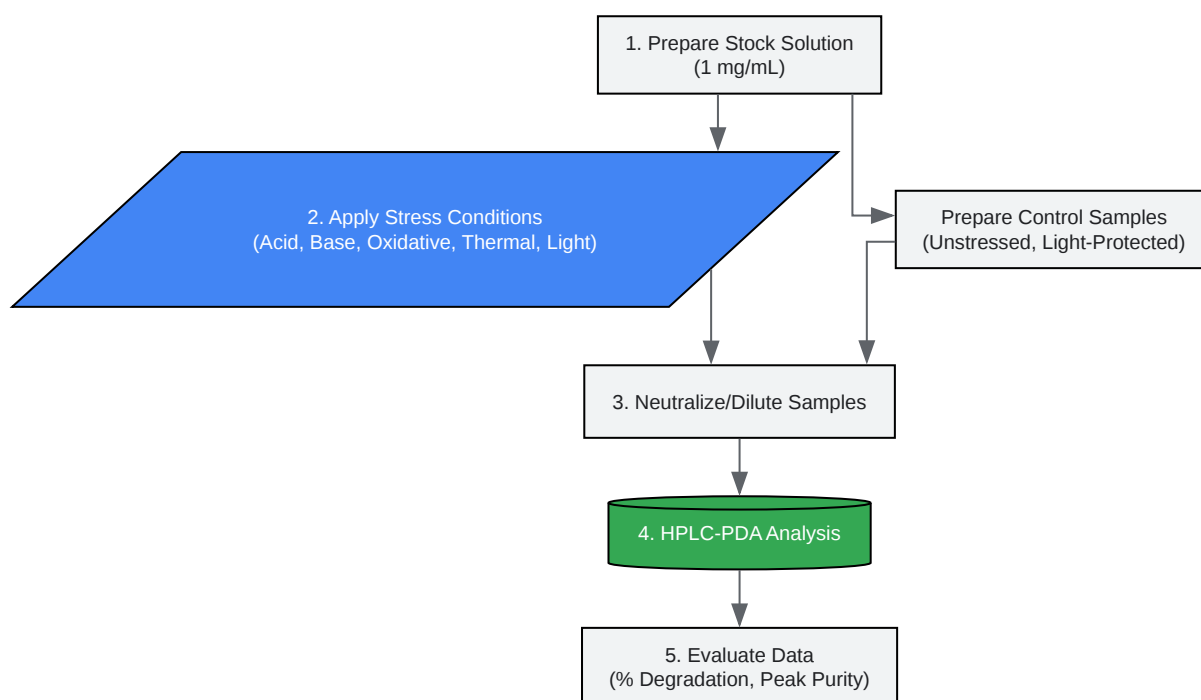 1. Prepare Stock Solution
(1 mg/mL)
2. Apply Stress Conditions
(Acid, Base, Oxidative, Thermal, Light)
Prepare Control Samples
(Unstressed, Light-Protected)
3. Neutralize/Dilute Samples
4. HPLC-PDA Analysis
5. Evaluate Data
(% Degradation, Peak Purity)